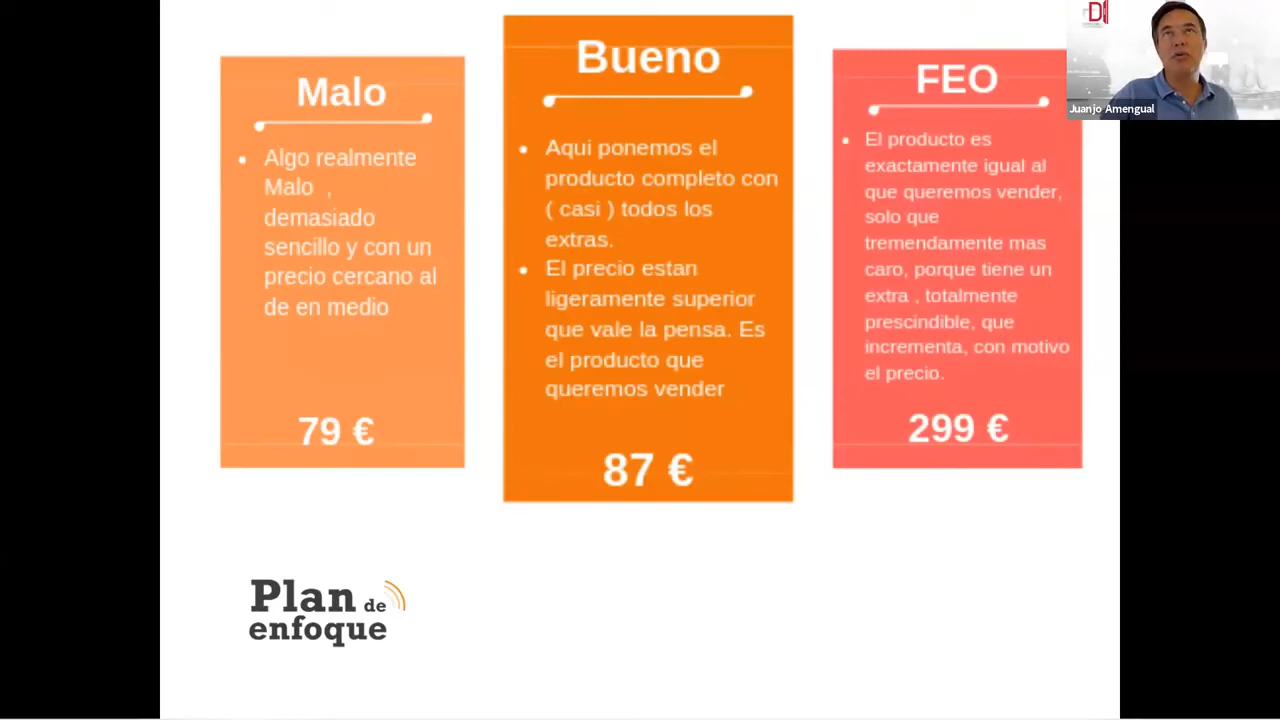 Malo
Algo realmente
Malo ,
demasiado
sencillo y con un
precio cercano al
de en medio
79 €
Bueno
Aqui ponemos el
producto completo con
( casi ) todos los
extras.
El precio estan
ligeramente superior
que vale la pensa. Es
el producto que
queremos vender
87 €
FEO
El producto es
exactamente igual al
que queremos vender,
solo que
tremendamente mas
caro, porque tiene un
extra , totalmente
prescindible, que
incrementa, con motivo
el precio.
299 €
Juanjo Amengual
Plan de
enfoque